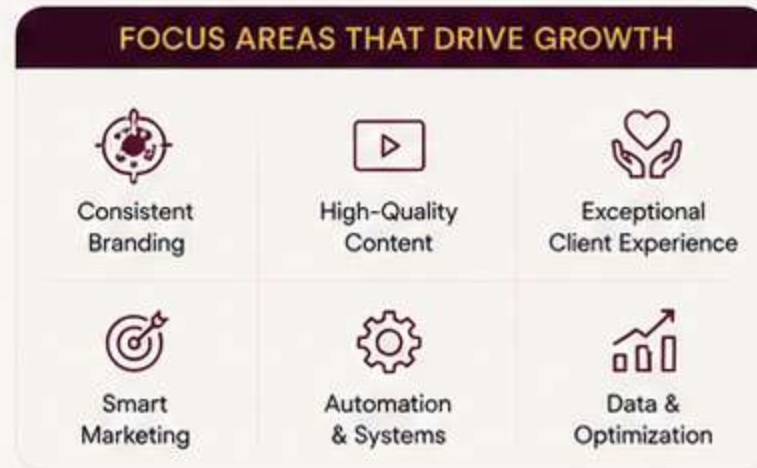 FOCUS AREAS THAT DRIVE GROWTH
Consistent
Branding
High-Quality
Content
Exceptional
Client Experience
Smart
Marketing
Automation
& Systems
Data &
Optimization